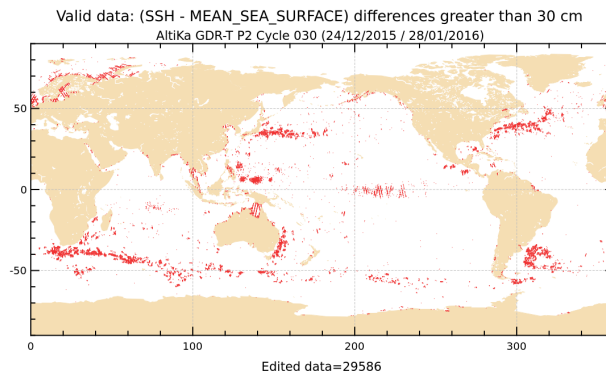 Valid data: (SSH - MEAN_SEA_SURFACE) differences greater than 30 cm
AltiKa GDR-T P2 Cycle 030 (24/12/2015 / 28/01/2016)
50
0
-50
0
100
200
300
Edited data=29586